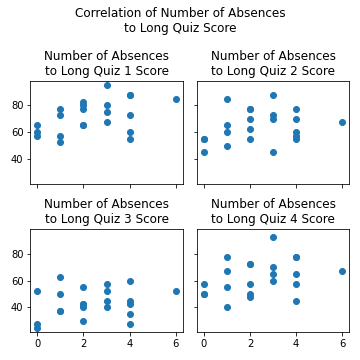 Correlation of Number of Absences
to Long Quiz Score
Number of Absences
to Long Quiz 1 Score
Number of Absences
to Long Quiz 2 Score
80
60
40
Number of Absences
to Long Quiz 3 Score
Number of Absences
to Long Quiz 4 Score
80
60
40
0 2 4 6
0 2 4 6